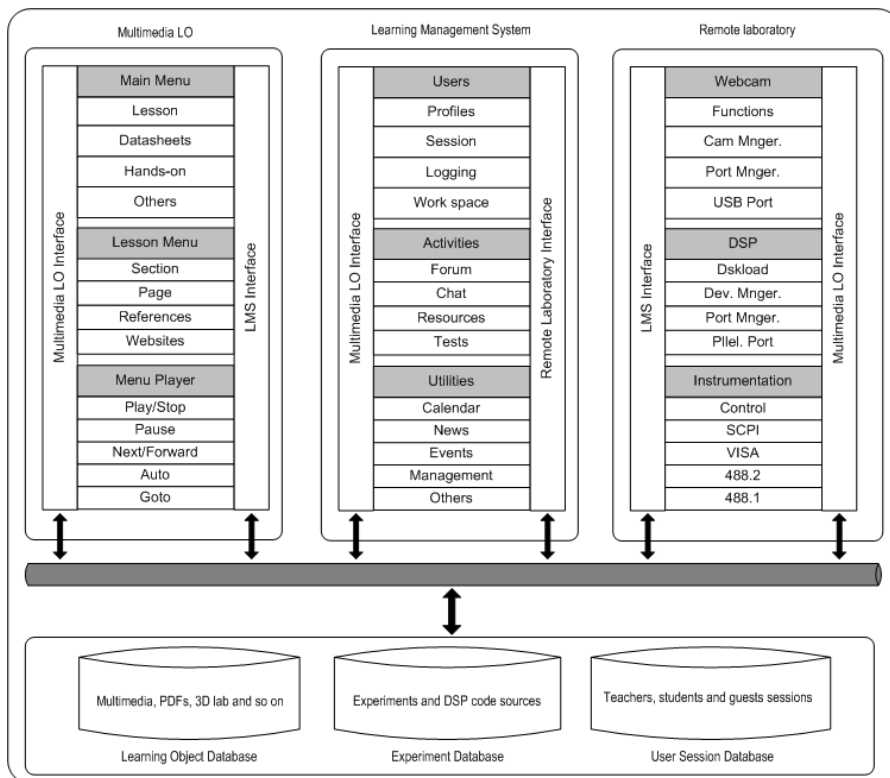 Multimedia LO
Learning Management System
Remote laboratory
Multimedia LO Interface
Main Menu
Lesson
Datasheets
Hands-on
Others
Lesson Menu
Section
Page
References
Websites
Menu Player
Play/Stop
Pause
Next/Forward
Auto
Goto
LMS Interface
Multimedia LO Interface
Users
Profiles
Session
Logging
Work space
Activities
Forum
Chat
Resources
Tests
Utilities
Calendar
News
Events
Management
Others
Remote Laboratory Interface
LMS Interface
Webcam
Functions
Cam Mnger.
Port Mnger.
USB Port
DSP
Dskload
Dev. Mnger.
Port Mnger.
Pllel. Port
Instrumentation
Control
SCPI
VISA
488.2
488.1
Multimedia LO Interface
Multimedia, PDFs, 3D lab and so on
Experiments and DSP code sources
Teachers, students and guests sessions
Learning Object Database
Experiment Database
User Session Database